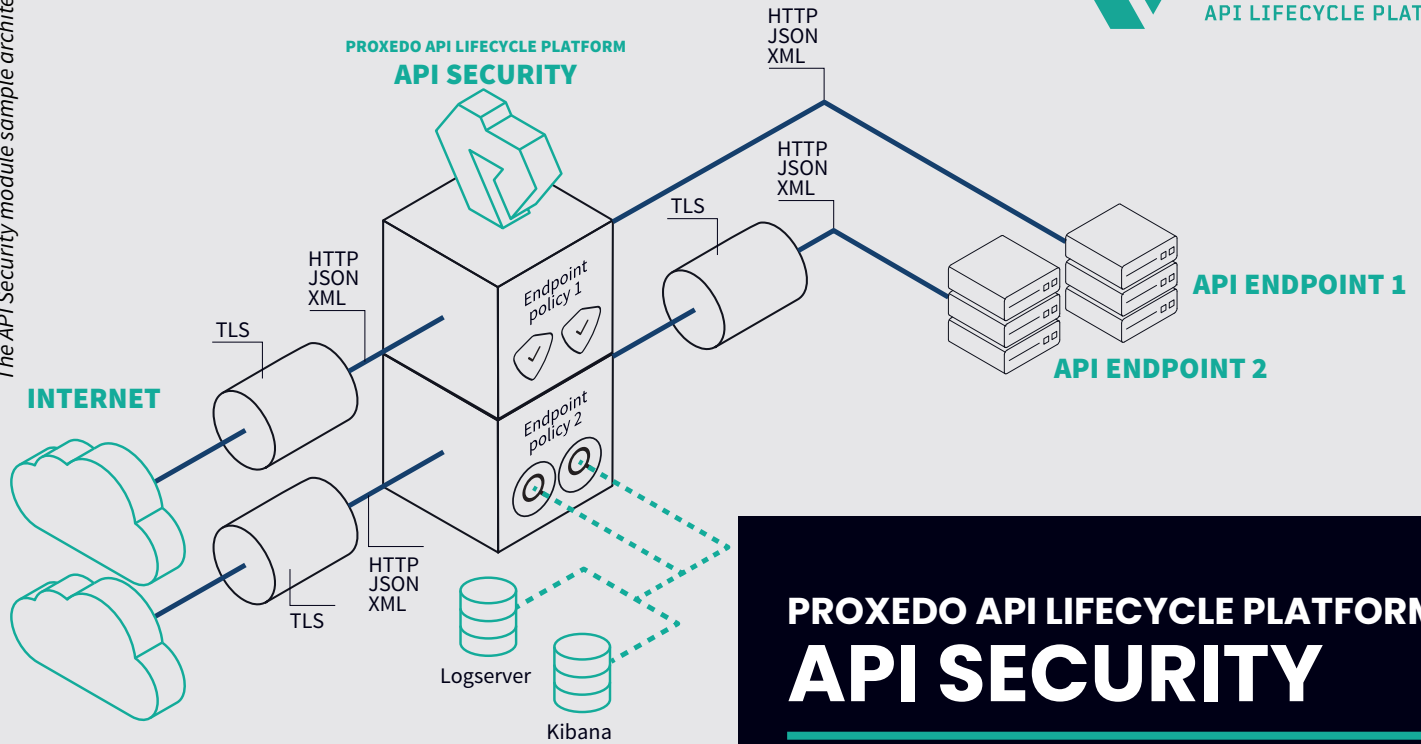 The API Security module sample archite
API LIFECYCLE PLAT
PROXEDO API LIFECYCLE PLATFORM
API SECURITY
HTTP
JSON
XML
HTTP
JSON
XML
TLS
HTTP
JSON
XML
TLS
INTERNET
Endpoint
policy 1
Endpoint
policy 2
API ENDPOINT 1
API ENDPOINT 2
HTTP
JSON
XML
TLS
Logserver
Kibana
PROXEDO API LIFECYCLE PLATFORM
API SECURITY